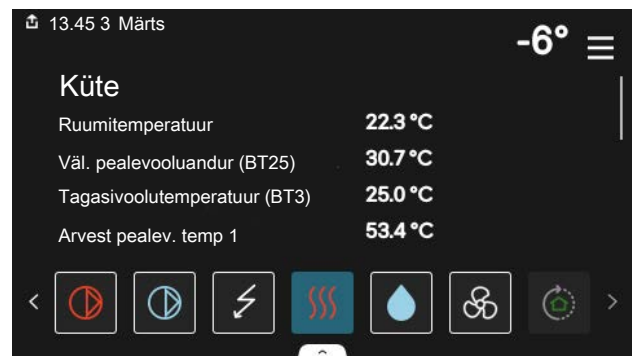 13.45 3 Märts
-6°
Küte
Ruumitemperatuur 22.3 °C
Väl. pealevooluandur (BT25) 30.7 °C
Tagasivoolutemperatuur (BT3) 25.0 °C
Arvest pealev. temp 1 53.4 °C